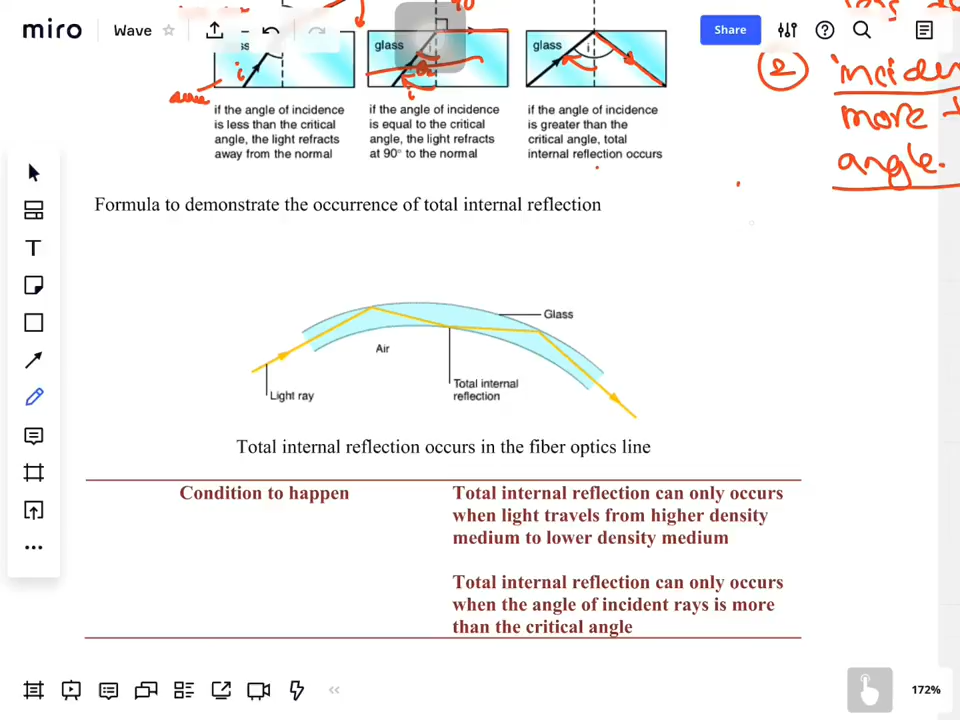 miro
Wave
Share
90
glass
glass
i
i
2
more
angle.
if the angle of incidence
is less than the critical
angle, the light refracts
away from the normal
if the angle of incidence
is equal to the critical
angle, the light refracts
at 90° to the normal
if the angle of incidence
is greater than the
critical angle, total
internal reflection occurs
Formula to demonstrate the occurrence of total internal reflection
Glass
Air
Light ray
Total internal
reflection
Total internal reflection occurs in the fiber optics line
Condition to happen
Total internal reflection can only occurs
when light travels from higher density
medium to lower density medium
Total internal reflection can only occurs
when the angle of incident rays is more
than the critical angle
172%